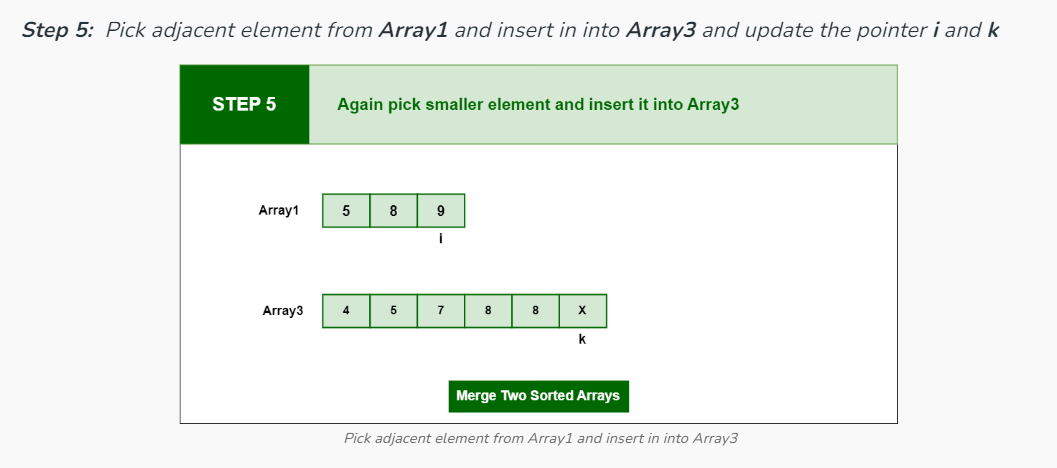 Step 5: Pick adjacent element from Array1 and insert in into Array3 and update the pointer i and k
STEP 5
Again pick smaller element and insert it into Array3
Array1 5 8 9
i
Array3 4 5 7 8 8 X
k
Merge Two Sorted Arrays
Pick adjacent element from Array1 and insert in into Array3